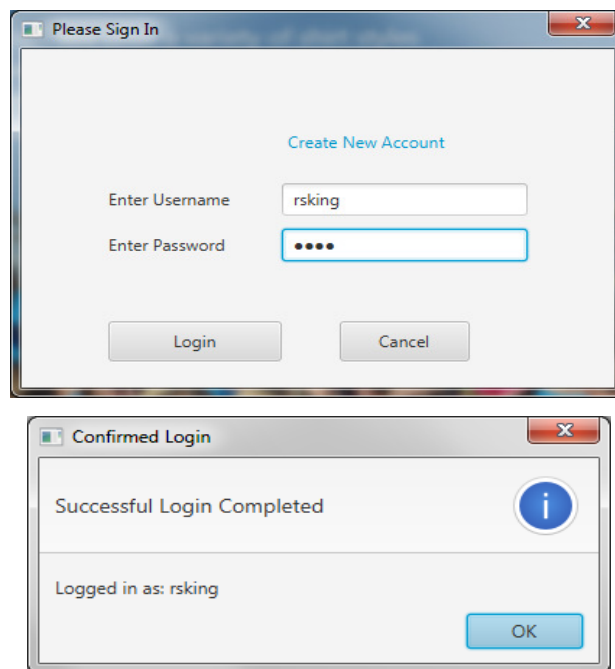 Please Sign In
Create New Account
Enter Username rsking
Enter Password ••••
Login Cancel
Confirmed Login
Successful Login Completed
Logged in as: rsking
OK